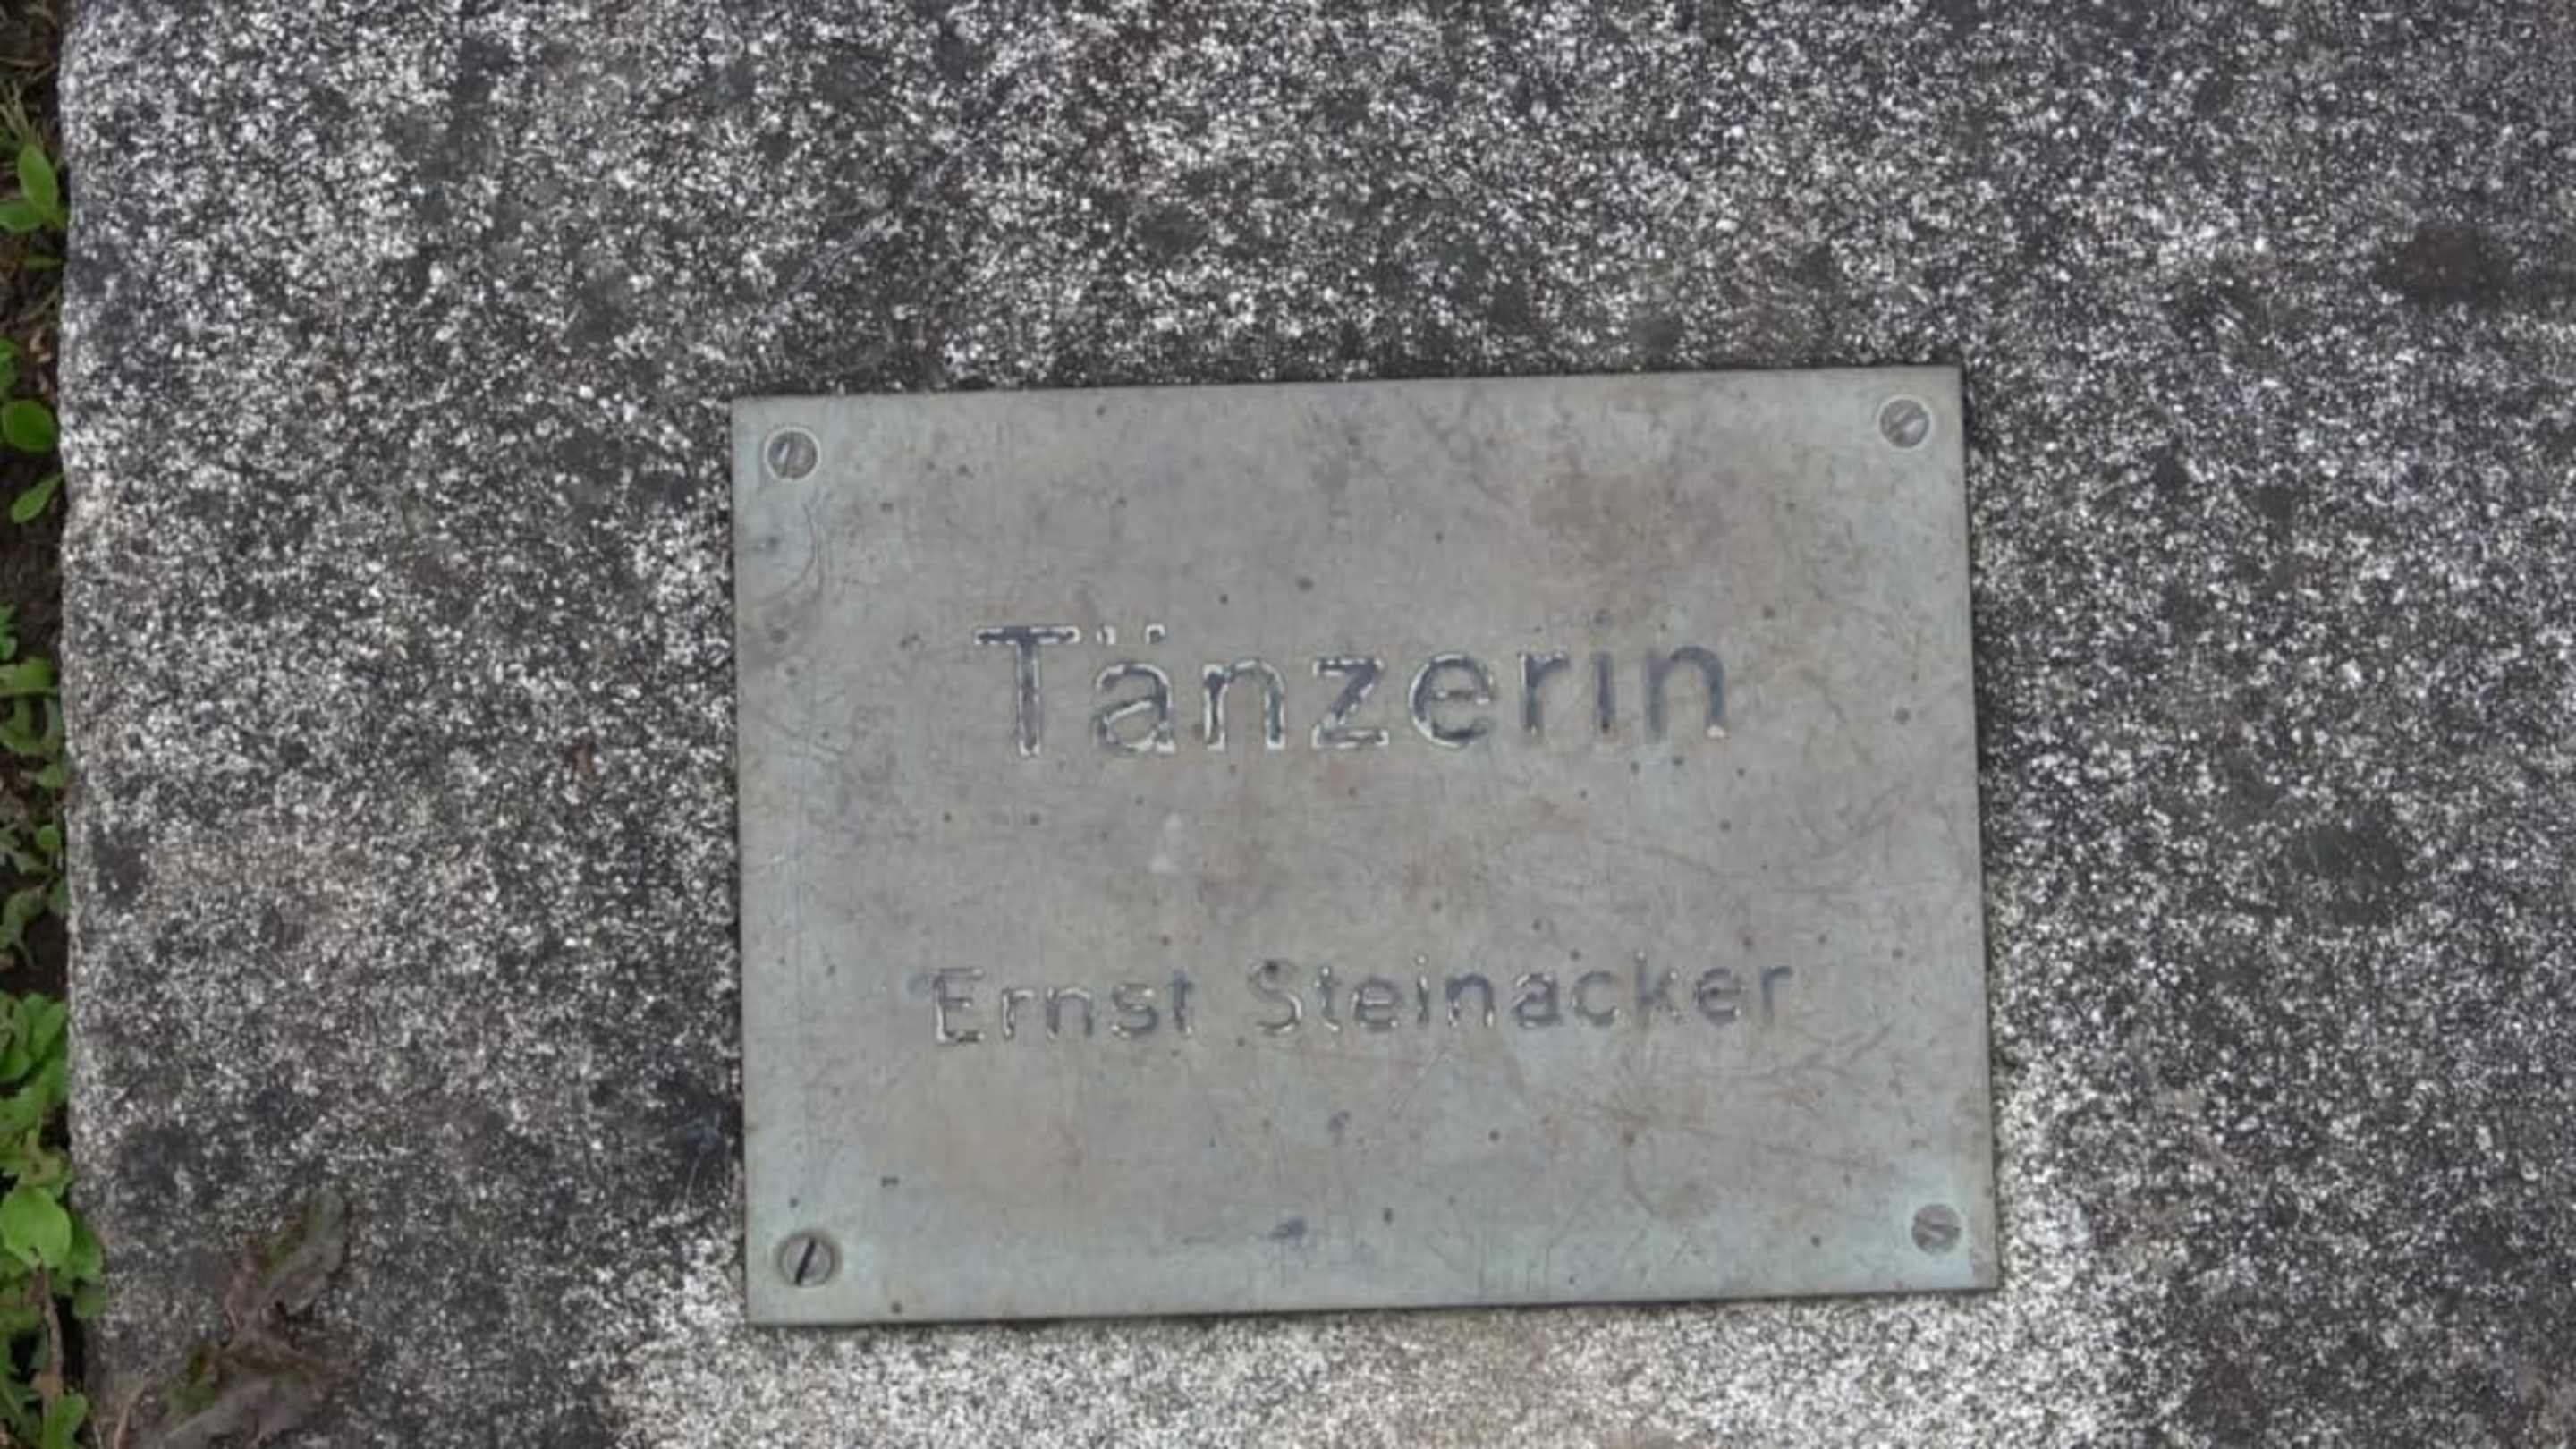 Tänzerin
Ernst Steinacker